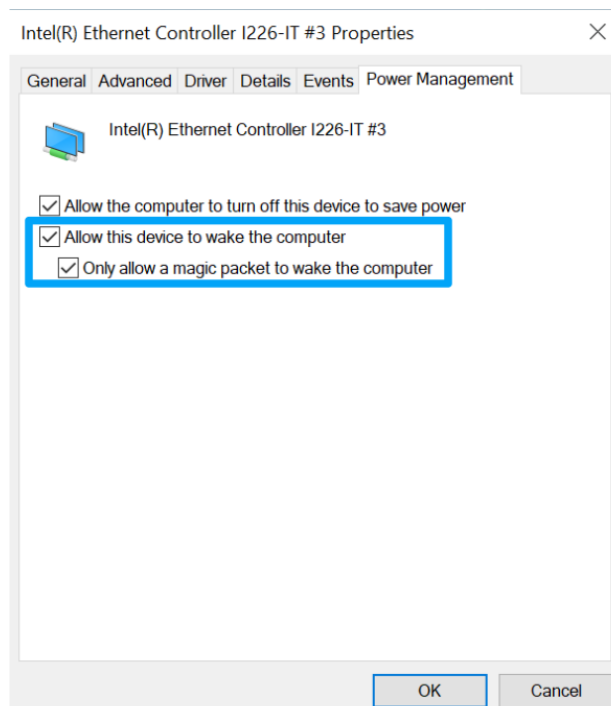 Intel(R) Ethernet Controller I226-IT #3 Properties
General Advanced Driver Details Events Power Management
Intel(R) Ethernet Controller I226-IT #3
Allow the computer to turn off this device to save power
Allow this device to wake the computer
Only allow a magic packet to wake the computer
OK Cancel